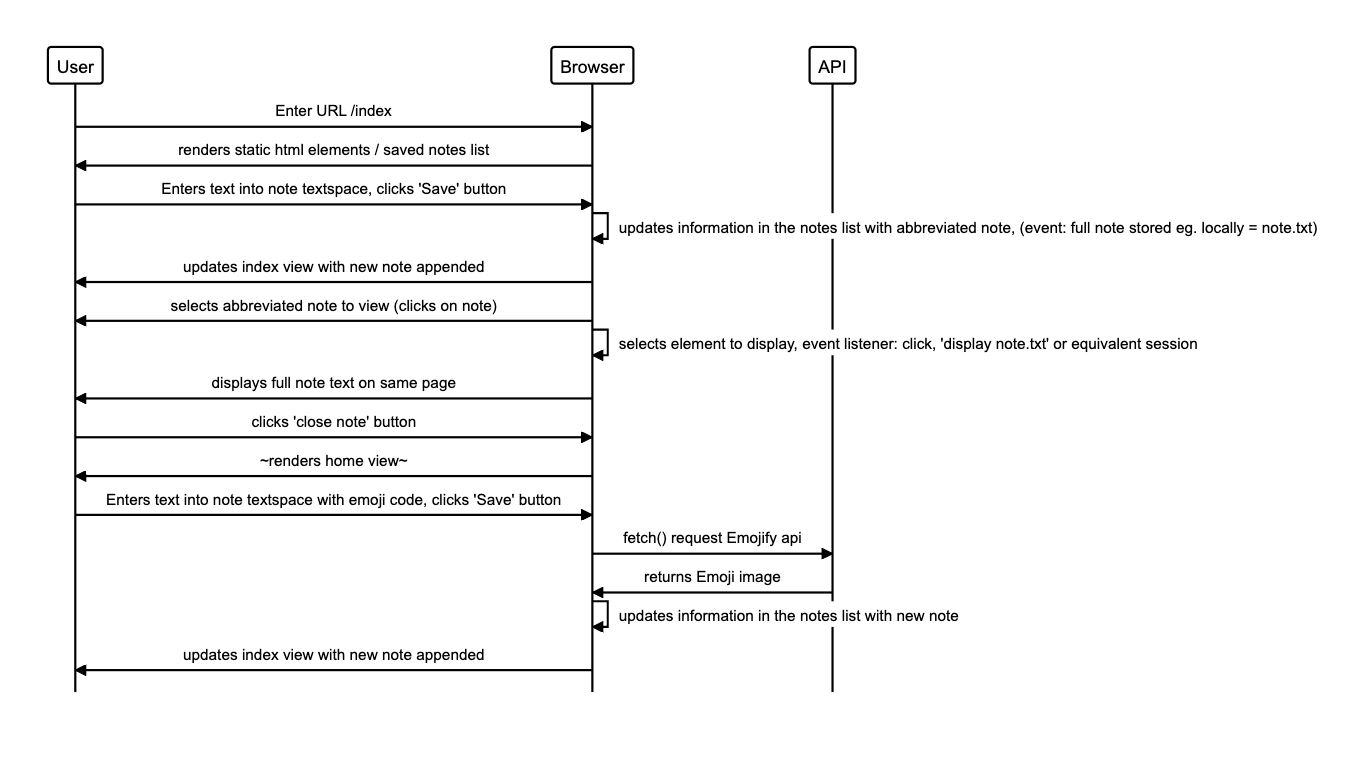 User
Browser
API
Enter URL /index
renders static html elements / saved notes list
Enters text into note textspace, clicks 'Save' button
updates information in the notes list with abbreviated note, (event: full note stored eg. locally = note.txt)
updates index view with new note appended
selects abbreviated note to view (clicks on note)
selects element to display, event listener: click, 'display note.txt' or equivalent session
displays full note text on same page
clicks 'close note' button
~renders home view~
Enters text into note textspace with emoji code, clicks 'Save' button
fetch() request Emojify api
returns Emoji image
updates information in the notes list with new note
updates index view with new note appended